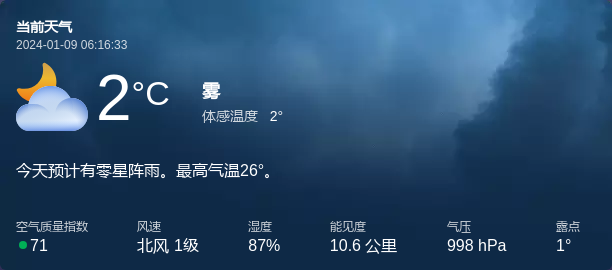 当前天气
2024-01-09 06:16:33
2°C
雾
体感温度 2°
今天预计有零星阵雨。最高气温26°。
空气质量指数 风速 湿度 能见度 气压 露点
71 北风 1级 87% 10.6 公里 998 hPa 1°